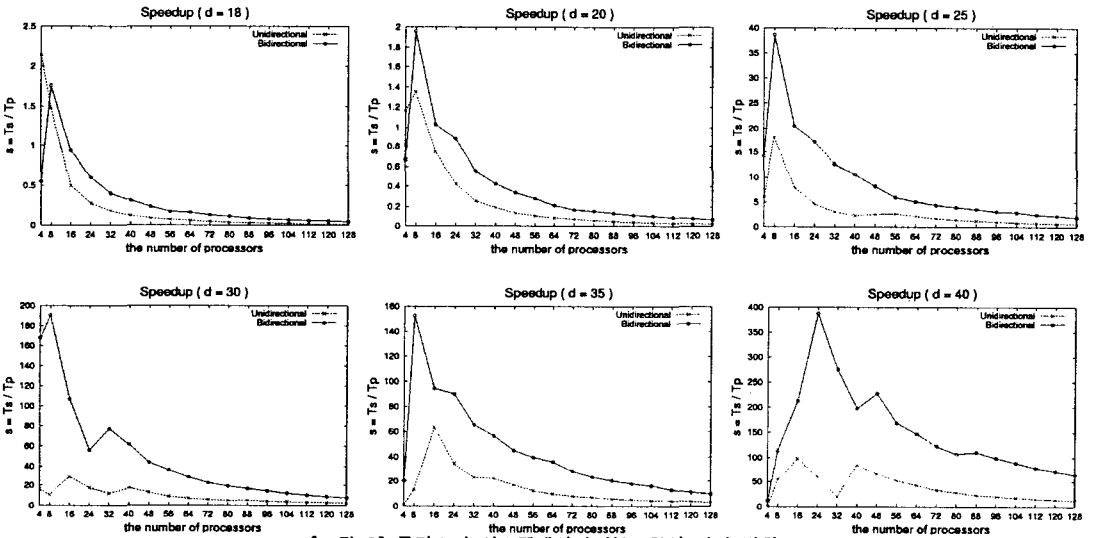 Speedup ( d = 18 )
Unidirectional
Bidirectional
s = Ts / Tp
2.5
2
1.5
1
0.5
0
4 8 16 24 32 40 48 56 64 72 80 88 96 104 112 120 128
the number of processors
Speedup ( d = 20 )
Unidirectional
Bidirectional
s = Ts / Tp
2
1.8
1.6
1.4
1.2
1
0.8
0.6
0.4
0.2
0
4 8 16 24 32 40 48 56 64 72 80 88 96 104 112 120 128
the number of processors
Speedup ( d = 25 )
Unidirectional
Bidirectional
s = Ts / Tp
40
35
30
25
20
15
10
5
0
4 8 16 24 32 40 48 56 64 72 80 88 96 104 112 120 128
the number of processors
Speedup ( d = 30 )
Unidirectional
Bidirectional
s = Ts / Tp
200
180
160
140
120
100
80
60
40
20
0
4 8 16 24 32 40 48 56 64 72 80 88 96 104 112 120 128
the number of processors
Speedup ( d = 35 )
Unidirectional
Bidirectional
s = Ts / Tp
160
140
120
100
80
60
40
20
0
4 8 16 24 32 40 48 56 64 72 80 88 96 104 112 120 128
the number of processors
Speedup ( d = 40 )
Unidirectional
Bidirectional
s = Ts / Tp
400
350
300
250
200
150
100
50
0
4 8 16 24 32 40 48 56 64 72 80 88 96 104 112 120 128
the number of processors